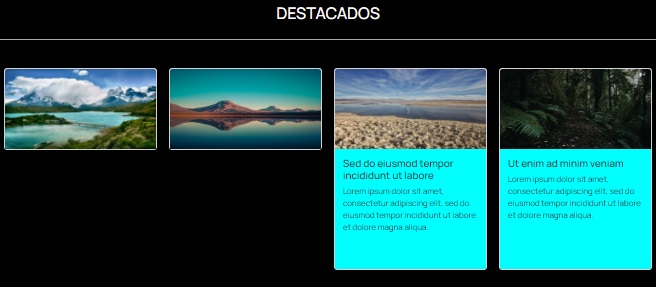 DESTACADOS
Sed do eiusmod tempor
incididunt ut labore
Lorem ipsum dolor sit amet,
consectetur adipiscing elit, sed do
eiusmod tempor incididunt ut labore
et dolore magna aliqua.
Ut enim ad minim veniam
Lorem ipsum dolor sit amet,
consectetur adipiscing elit, sed do
eiusmod tempor incididunt ut labore
et dolore magna aliqua.